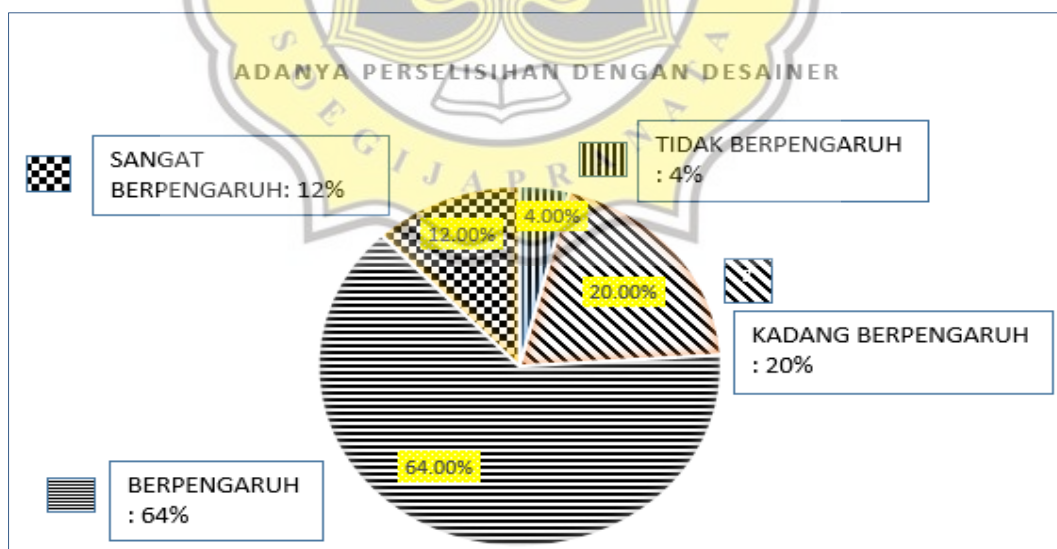 SOEGIJAPRANATA
ADANYA PERSELISIHAN DENGAN DESAINER
SANGAT
BERPENGARUH: 12%
TIDAK BERPENGARUH
: 4%
12.00%
4.00%
20.00%
KADANG BERPENGARUH
: 20%
64.00%
BERPENGARUH
: 64%